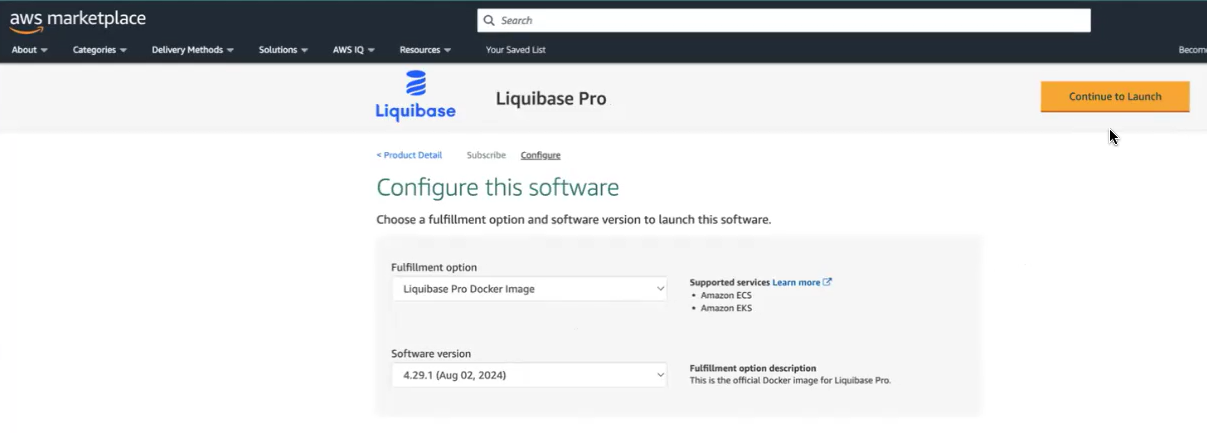 aws marketplace
Search
About
Categories
Delivery Methods
Solutions
AWS IQ
Resources
Your Saved List
Become
Liquibase
Liquibase Pro
Continue to Launch
< Product Detail
Subscribe
Configure
Configure this software
Choose a fulfillment option and software version to launch this software.
Fulfillment option
Liquibase Pro Docker Image
Supported services Learn more
• Amazon ECS
• Amazon EKS
Software version
4.29.1 (Aug 02, 2024)
Fulfillment option description
This is the official Docker image for Liquibase Pro.